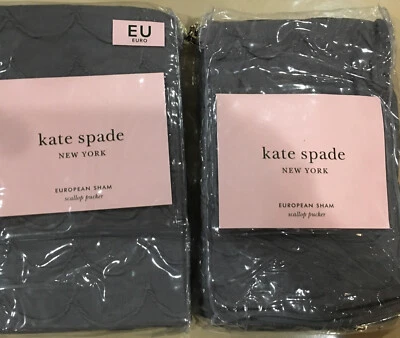 EU
EURO
kate spade
NEW YORK
EUROPEAN SHAM
scallop pucker
kate spade
NEW YORK
EUROPEAN SHAM
scallop pucker